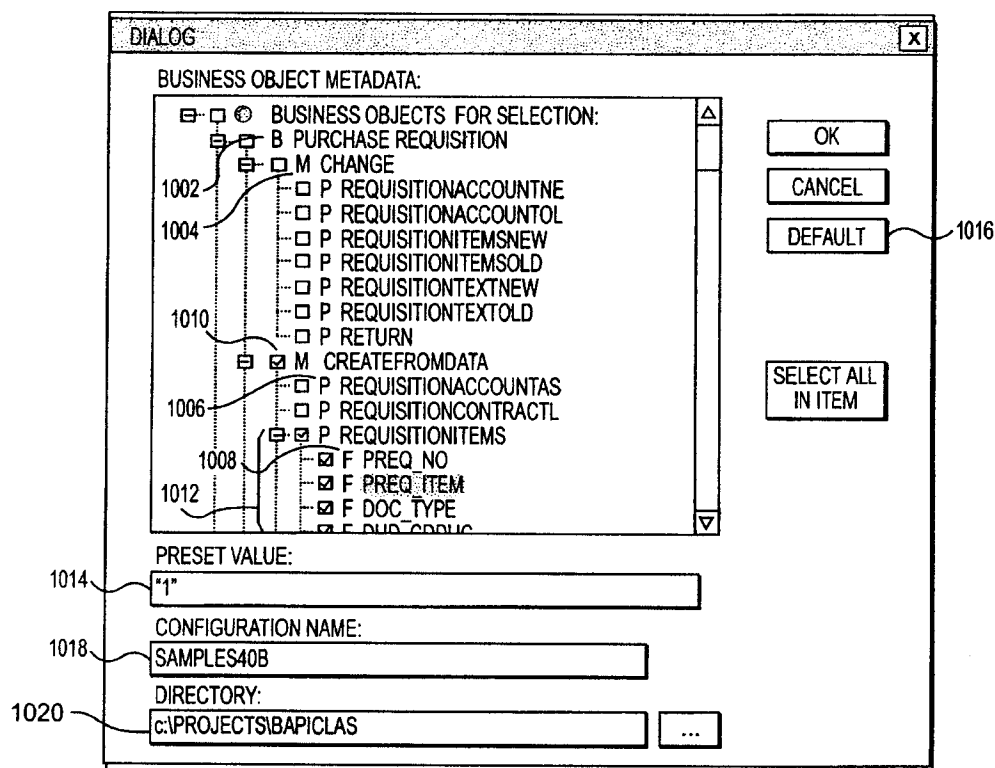 DIALOG X
BUSINESS OBJECT METADATA:
BUSINESS OBJECTS FOR SELECTION:
B PURCHASE REQUISITION
OK
M CHANGE
1002
P REQUISITIONACCOUNTNE
CANCEL
P REQUISITIONACCOUNTOL
1004
P REQUISITIONITEMSNEW
DEFAULT
1016
P REQUISITIONITEMSOLD
P REQUISITIONTEXTNEW
P REQUISITIONTEXTOLD
1010
P RETURN
M CREATEFROMDATA
P REQUISITIONACCOUNTAS
SELECT ALL
IN ITEM
1006
P REQUISITIONCONTRACTL
P REQUISITIONITEMS
1008
F PREQ_NO
F PREQ_ITEM
1012
F DOC_TYPE
PRESET VALUE:
1014
"1"
CONFIGURATION NAME:
1018
SAMPLES40B
DIRECTORY:
1020
c:\PROJECTS\BAPICLAS
...